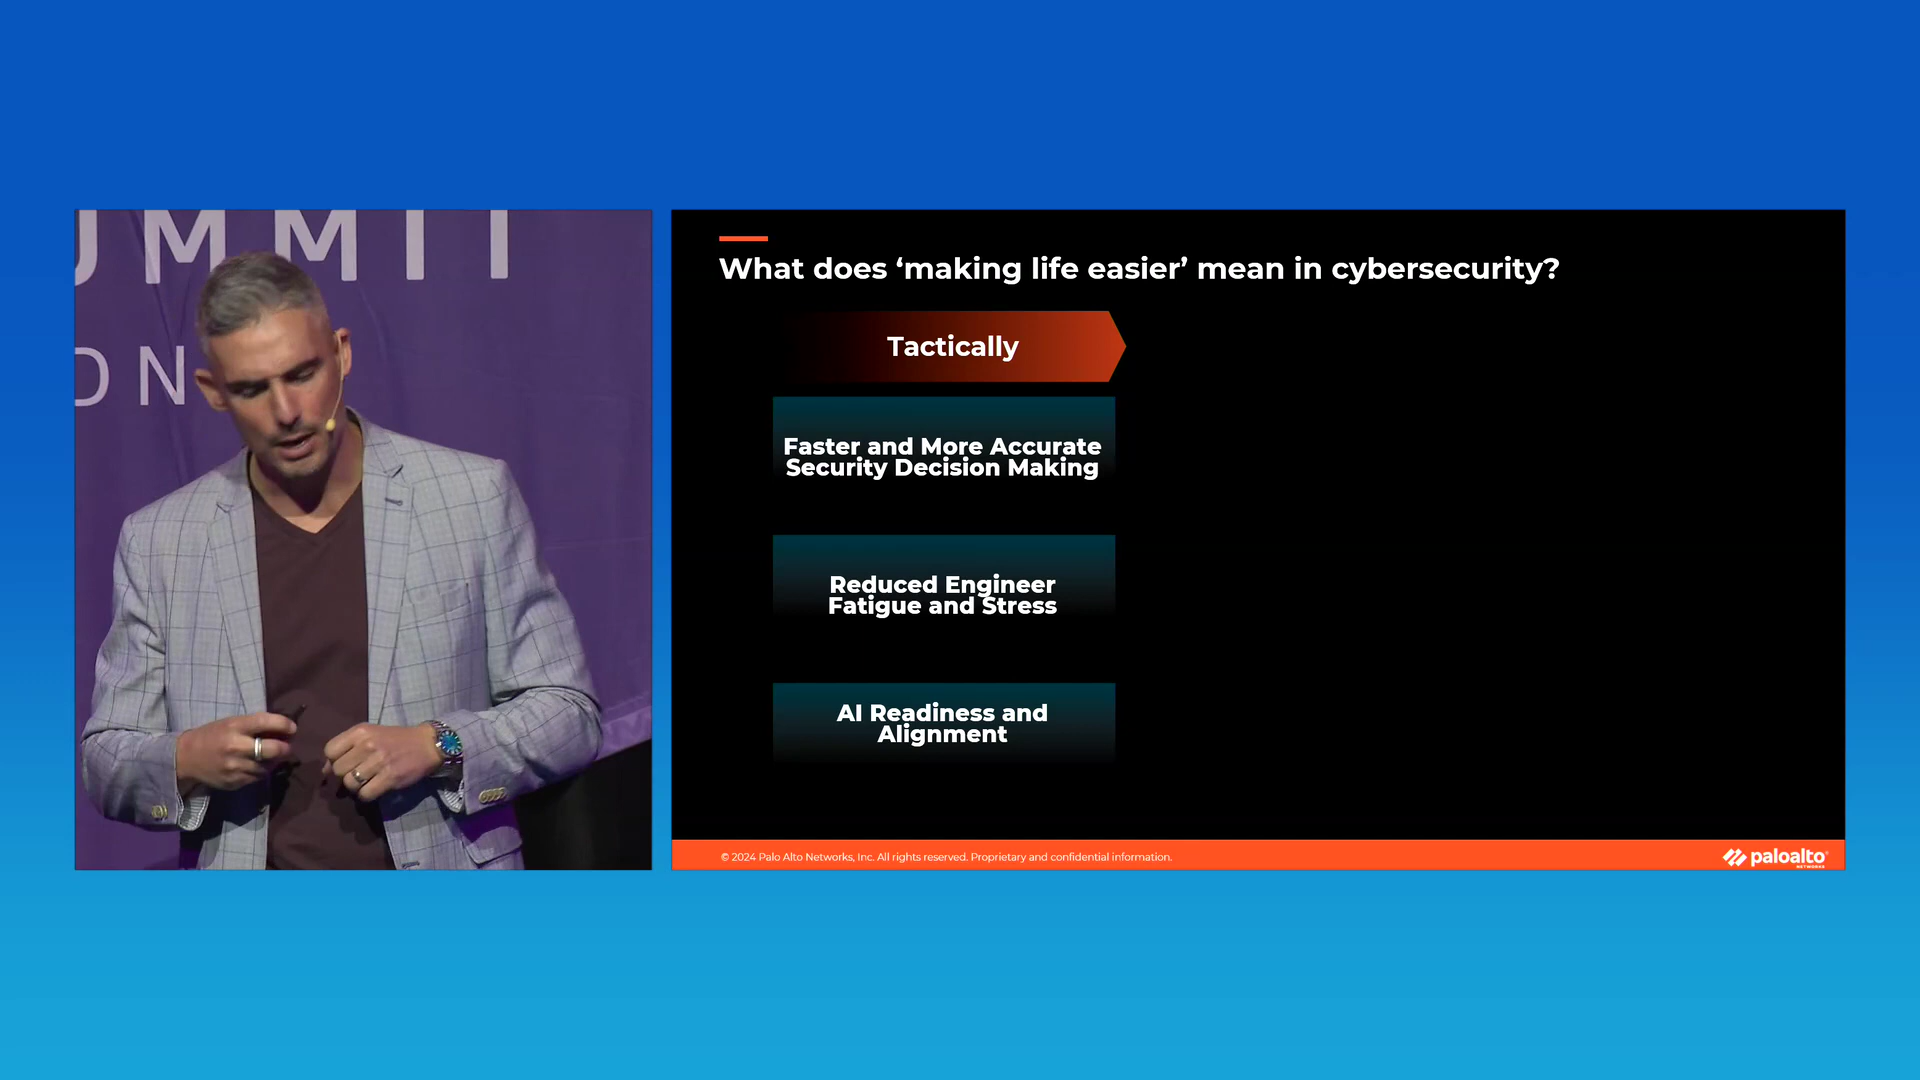 UMMIT
ON
What does ‘making life easier’ mean in cybersecurity?
Tactically
Faster and More Accurate
Security Decision Making
Reduced Engineer
Fatigue and Stress
AI Readiness and
Alignment
© 2024 Palo Alto Networks, Inc. All rights reserved. Proprietary and confidential information.
paloalto
NETWORKS